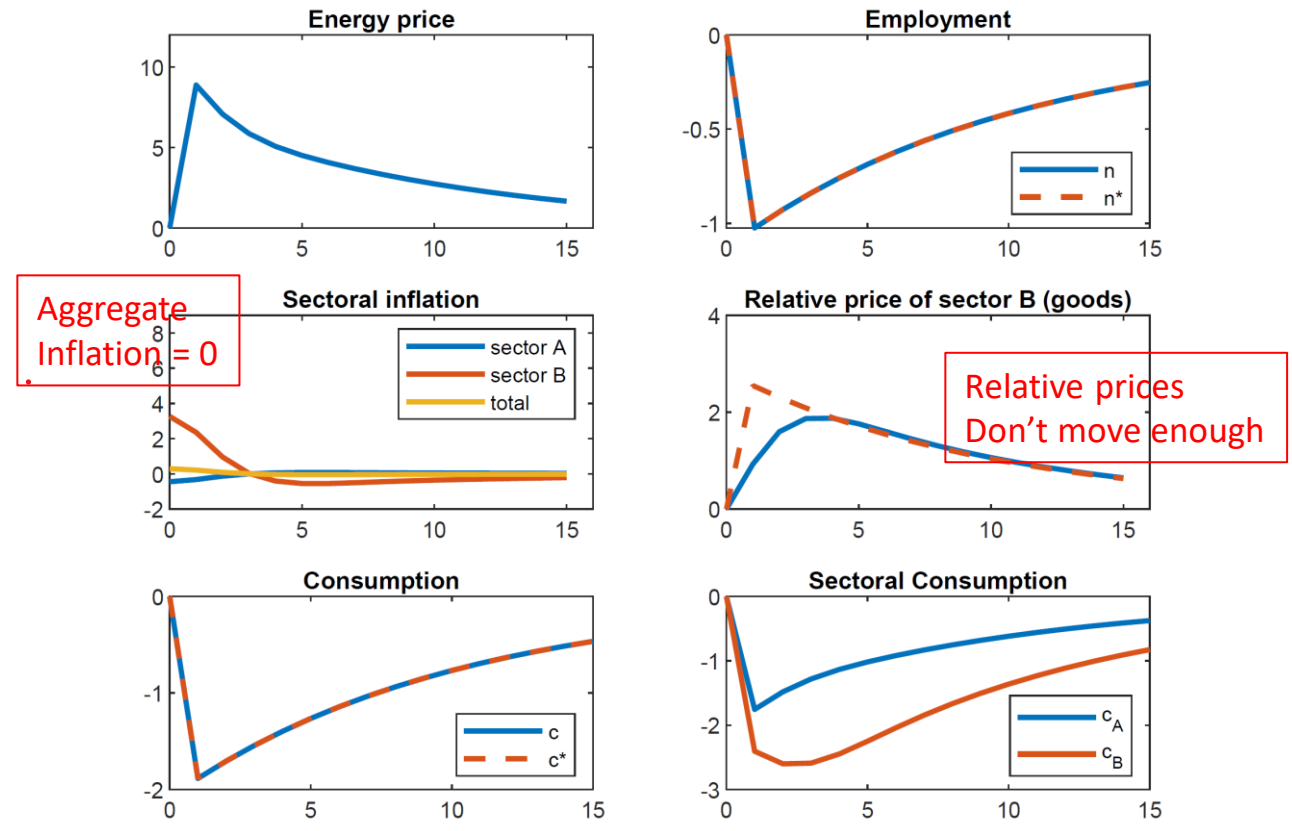 Energy price
10
5
0
0
5
10
15
Employment
0
-0.5
-1
n
n*
0
5
10
15
Aggregate
Inflation = 0
.
Sectoral inflation
8
6
4
2
0
-2
sector A
sector B
total
0
5
10
15
Relative price of sector B (goods)
4
2
0
Relative prices
Don’t move enough
0
5
10
15
Consumption
0
-1
-2
c
c*
0
5
10
15
Sectoral Consumption
0
-1
-2
-3
cA
cB
0
5
10
15